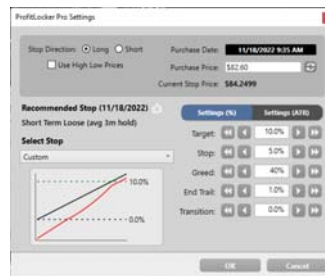 ProfitLocker Pro Settings
Stop Direction: Long Short
Purchase Date: 11/18/2022 9:35 AM
Use High Low Prices
Purchase Price: $82.60
Current Stop Price: $84.2499
Recommended Stop (11/18/2022)
Settings (%) Settings (ATR)
Short Term Loose (avg 3m hold)
Target: 10.0%
Select Stop
Stop: 5.0%
Custom
Greed: 40%
10.0%
End Trail: 1.0%
0.0%
Transition: 0.0%
OK Cancel